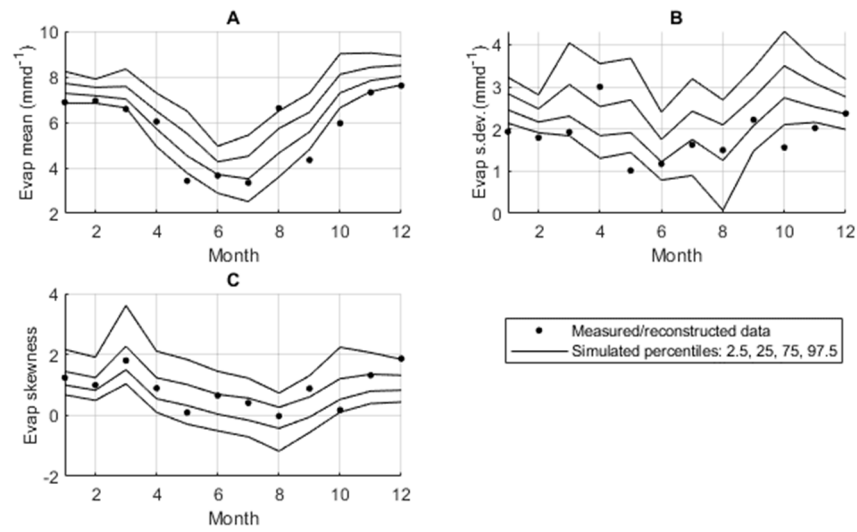 A
10
8
6
4
2
Evap mean (mmd⁻¹)
2 4 6 8 10 12
Month
B
4
3
2
1
0
Evap s.dev.(mmd⁻¹)
2 4 6 8 10 12
Month
C
4
2
0
-2
Evap skewness
2 4 6 8 10 12
Month
Measured/reconstructed data
Simulated percentiles: 2.5, 25, 75, 97.5